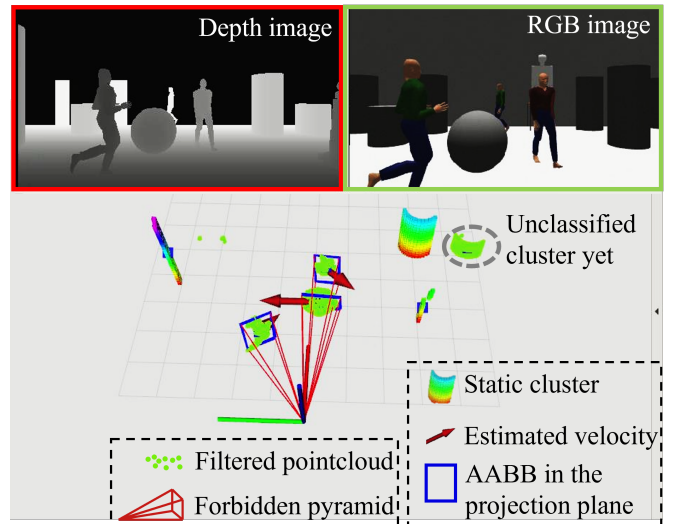 Depth image
RGB image
Unclassified
cluster yet
Static cluster
Estimated velocity
Filtered pointcloud
AABB in the
projection plane
Forbidden pyramid